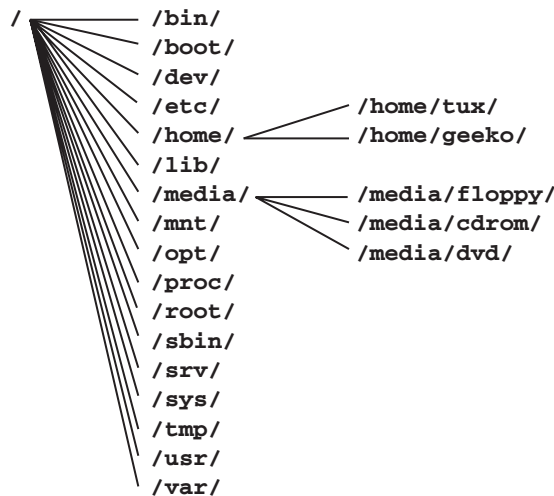 / /bin/
/boot/
/dev/
/etc/ /home/tux/
/home/ /home/geeko/
/lib/
/media/ /media/floppy/
/mnt/ /media/cdrom/
/opt/ /media/dvd/
/proc/
/root/
/sbin/
/srv/
/sys/
/tmp/
/usr/
/var/